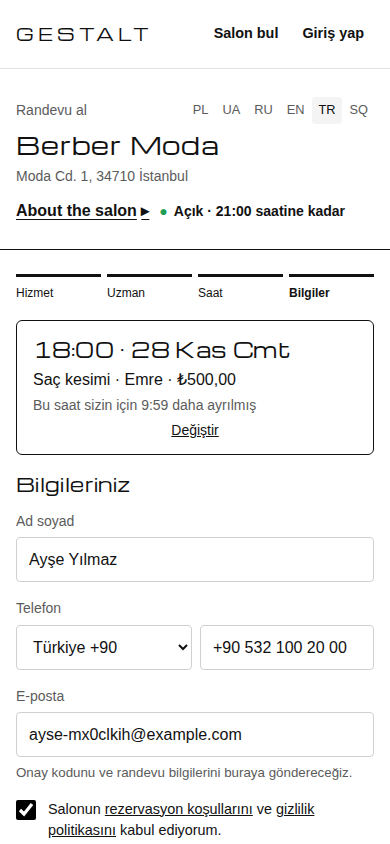 GESTALT Salon bul Giriş yap
Randevu al PL UA RU EN TR SQ
Berber Moda
Moda Cd. 1, 34710 İstanbul
About the salon ▸ ● Açık · 21:00 saatine kadar
Hizmet Uzman Saat Bilgiler
18:00 · 28 Kas Cmt
Saç kesimi · Emre · ₺500,00
Bu saat sizin için 9:59 daha ayrılmış
Değiştir
Bilgileriniz
Ad soyad
Ayşe Yılmaz
Telefon
Türkiye +90 +90 532 100 20 00
E-posta
ayse-mx0clkih@example.com
Onay kodunu ve randevu bilgilerini buraya göndereceğiz.
Salonun rezervasyon koşullarını ve gizlilik
politikasını kabul ediyorum.